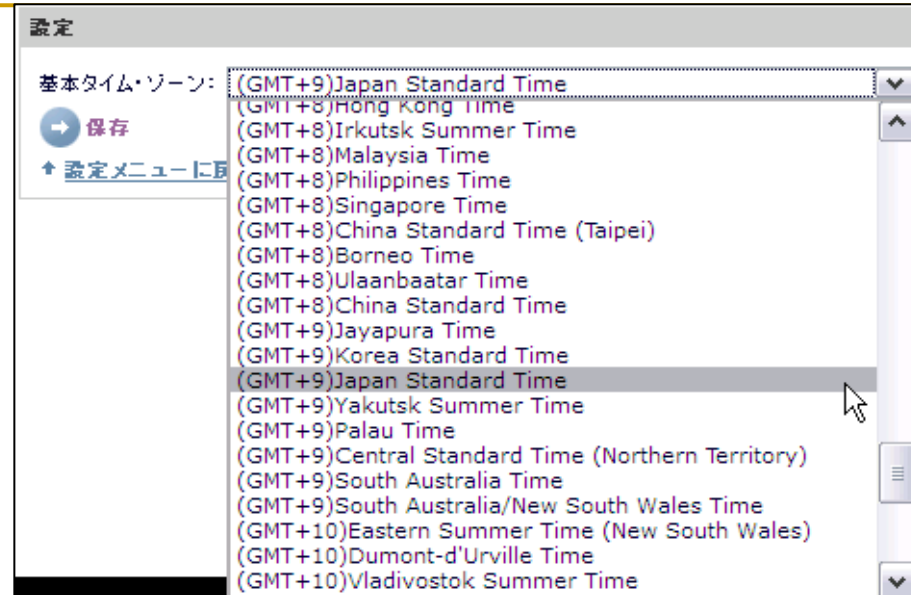 設定
基本タイム・ゾーン: (GMT+9)Japan Standard Time
保存
設定メニューに
(GMT+8)Hong Kong Time
(GMT+8)Irkutsk Summer Time
(GMT+8)Malaysia Time
(GMT+8)Philippines Time
(GMT+8)Singapore Time
(GMT+8)China Standard Time (Taipei)
(GMT+8)Borneo Time
(GMT+8)Ulaanbaatar Time
(GMT+8)China Standard Time
(GMT+9)Jayapura Time
(GMT+9)Korea Standard Time
(GMT+9)Japan Standard Time
(GMT+9)Yakutsk Summer Time
(GMT+9)Palau Time
(GMT+9)Central Standard Time (Northern Territory)
(GMT+9)South Australia Time
(GMT+9)South Australia/New South Wales Time
(GMT+10)Eastern Summer Time (New South Wales)
(GMT+10)Dumont-d'Urville Time
(GMT+10)Vladivostok Summer Time